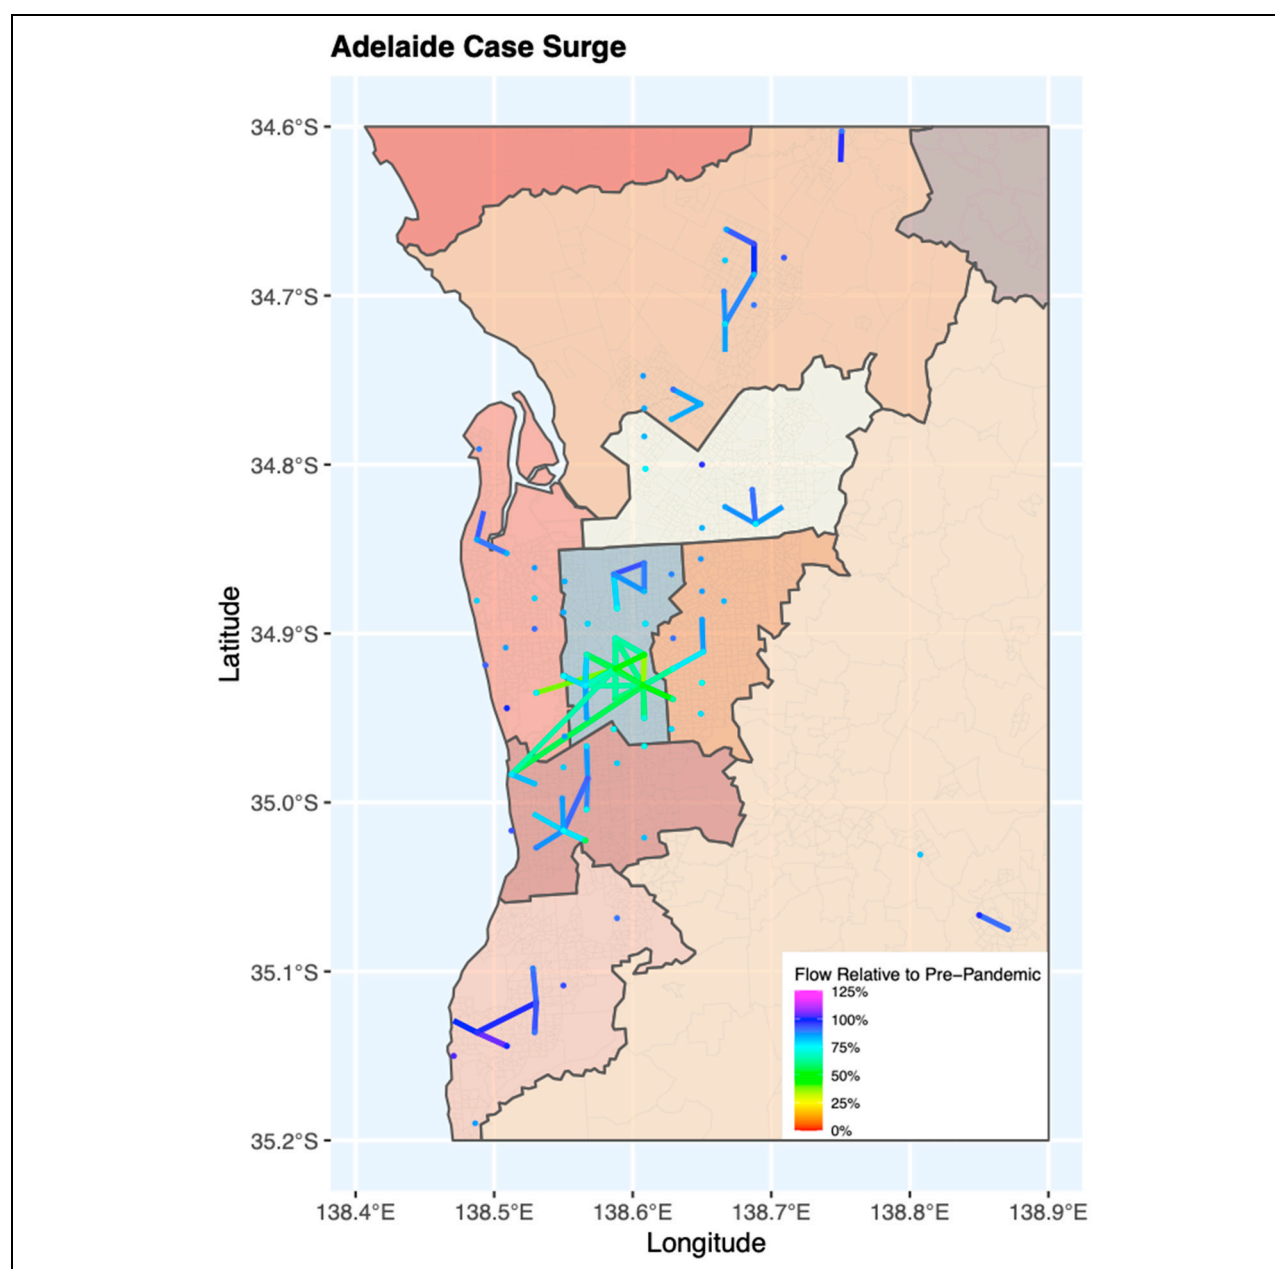 Adelaide Case Surge
34.6°S
34.7°S
34.8°S
34.9°S
35.0°S
35.1°S
35.2°S
Latitude
Flow Relative to Pre−Pandemic
125%
100%
75%
50%
25%
0%
138.4°E 138.5°E 138.6°E 138.7°E 138.8°E 138.9°E
Longitude